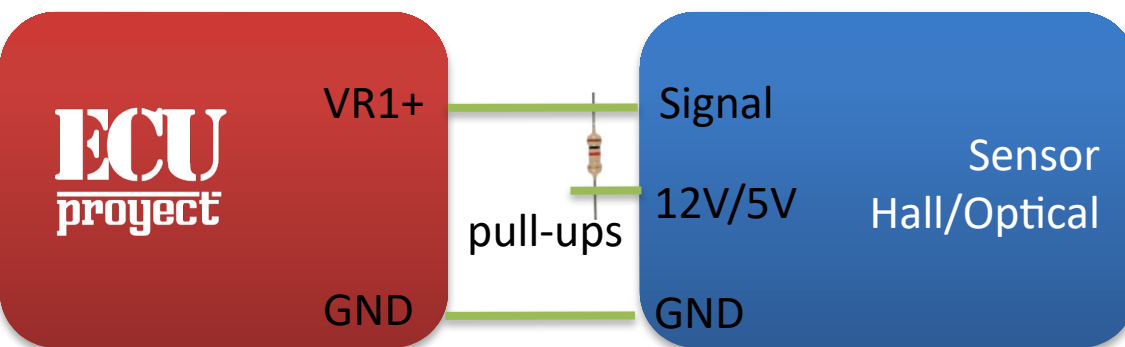 VR1+
Signal
ECU
proyect
Sensor
Hall/Optical
12V/5V
pull-ups
GND
GND